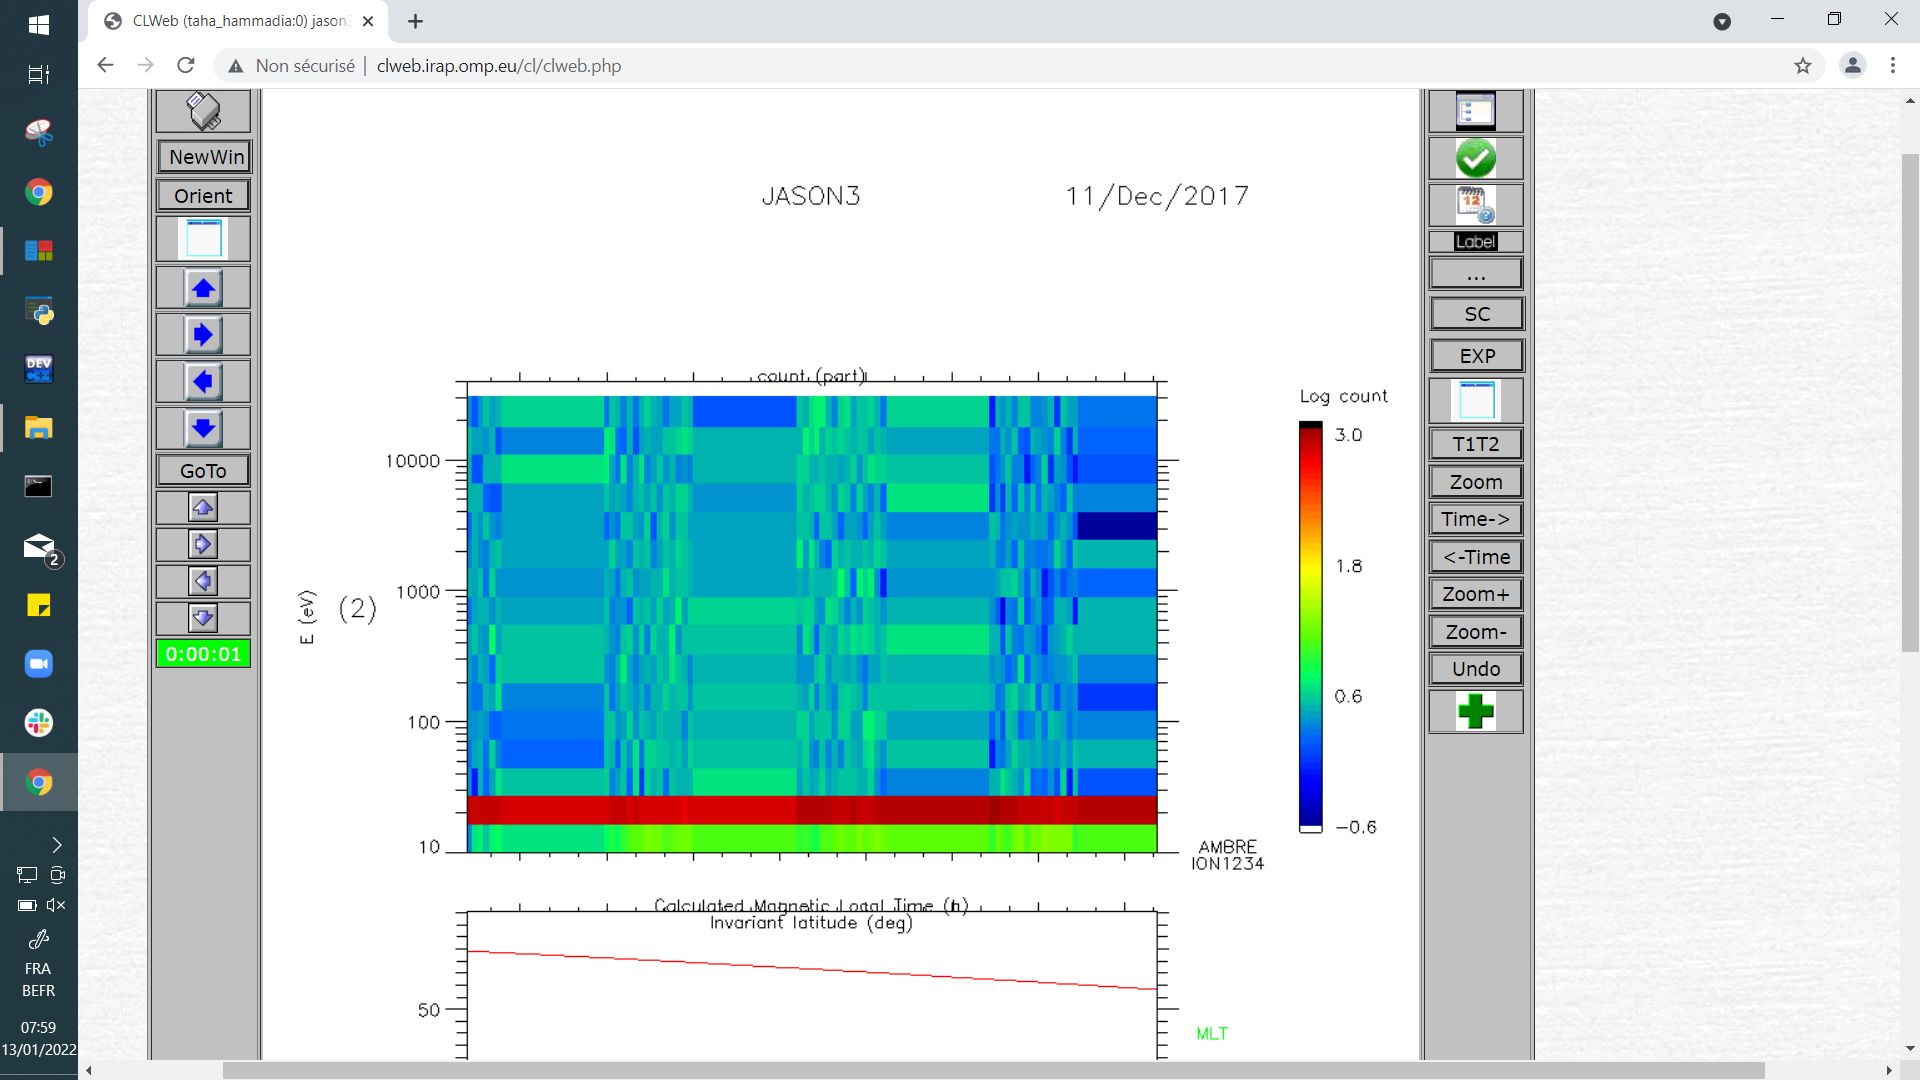 CLWeb (taha_hammadia:0) jason3
Non sécurisé | clweb.irap.omp.eu/cl/clweb.php
NewWin
Orient
GoTo
0:00:01
JASON3 11/Dec/2017
count (part)
10000
1000
100
10
E (eV)
(2)
Log count
3.0
1.8
0.6
−0.6
AMBRE
ION1234
Calculated Magnetic Local Time (h)
Invariant latitude (deg)
50
MLT
12
Label
...
SC
EXP
T1T2
Zoom
Time->
<-Time
Zoom+
Zoom-
Undo
DEV
C++
2
FRA
BEFR
07:59
13/01/2022